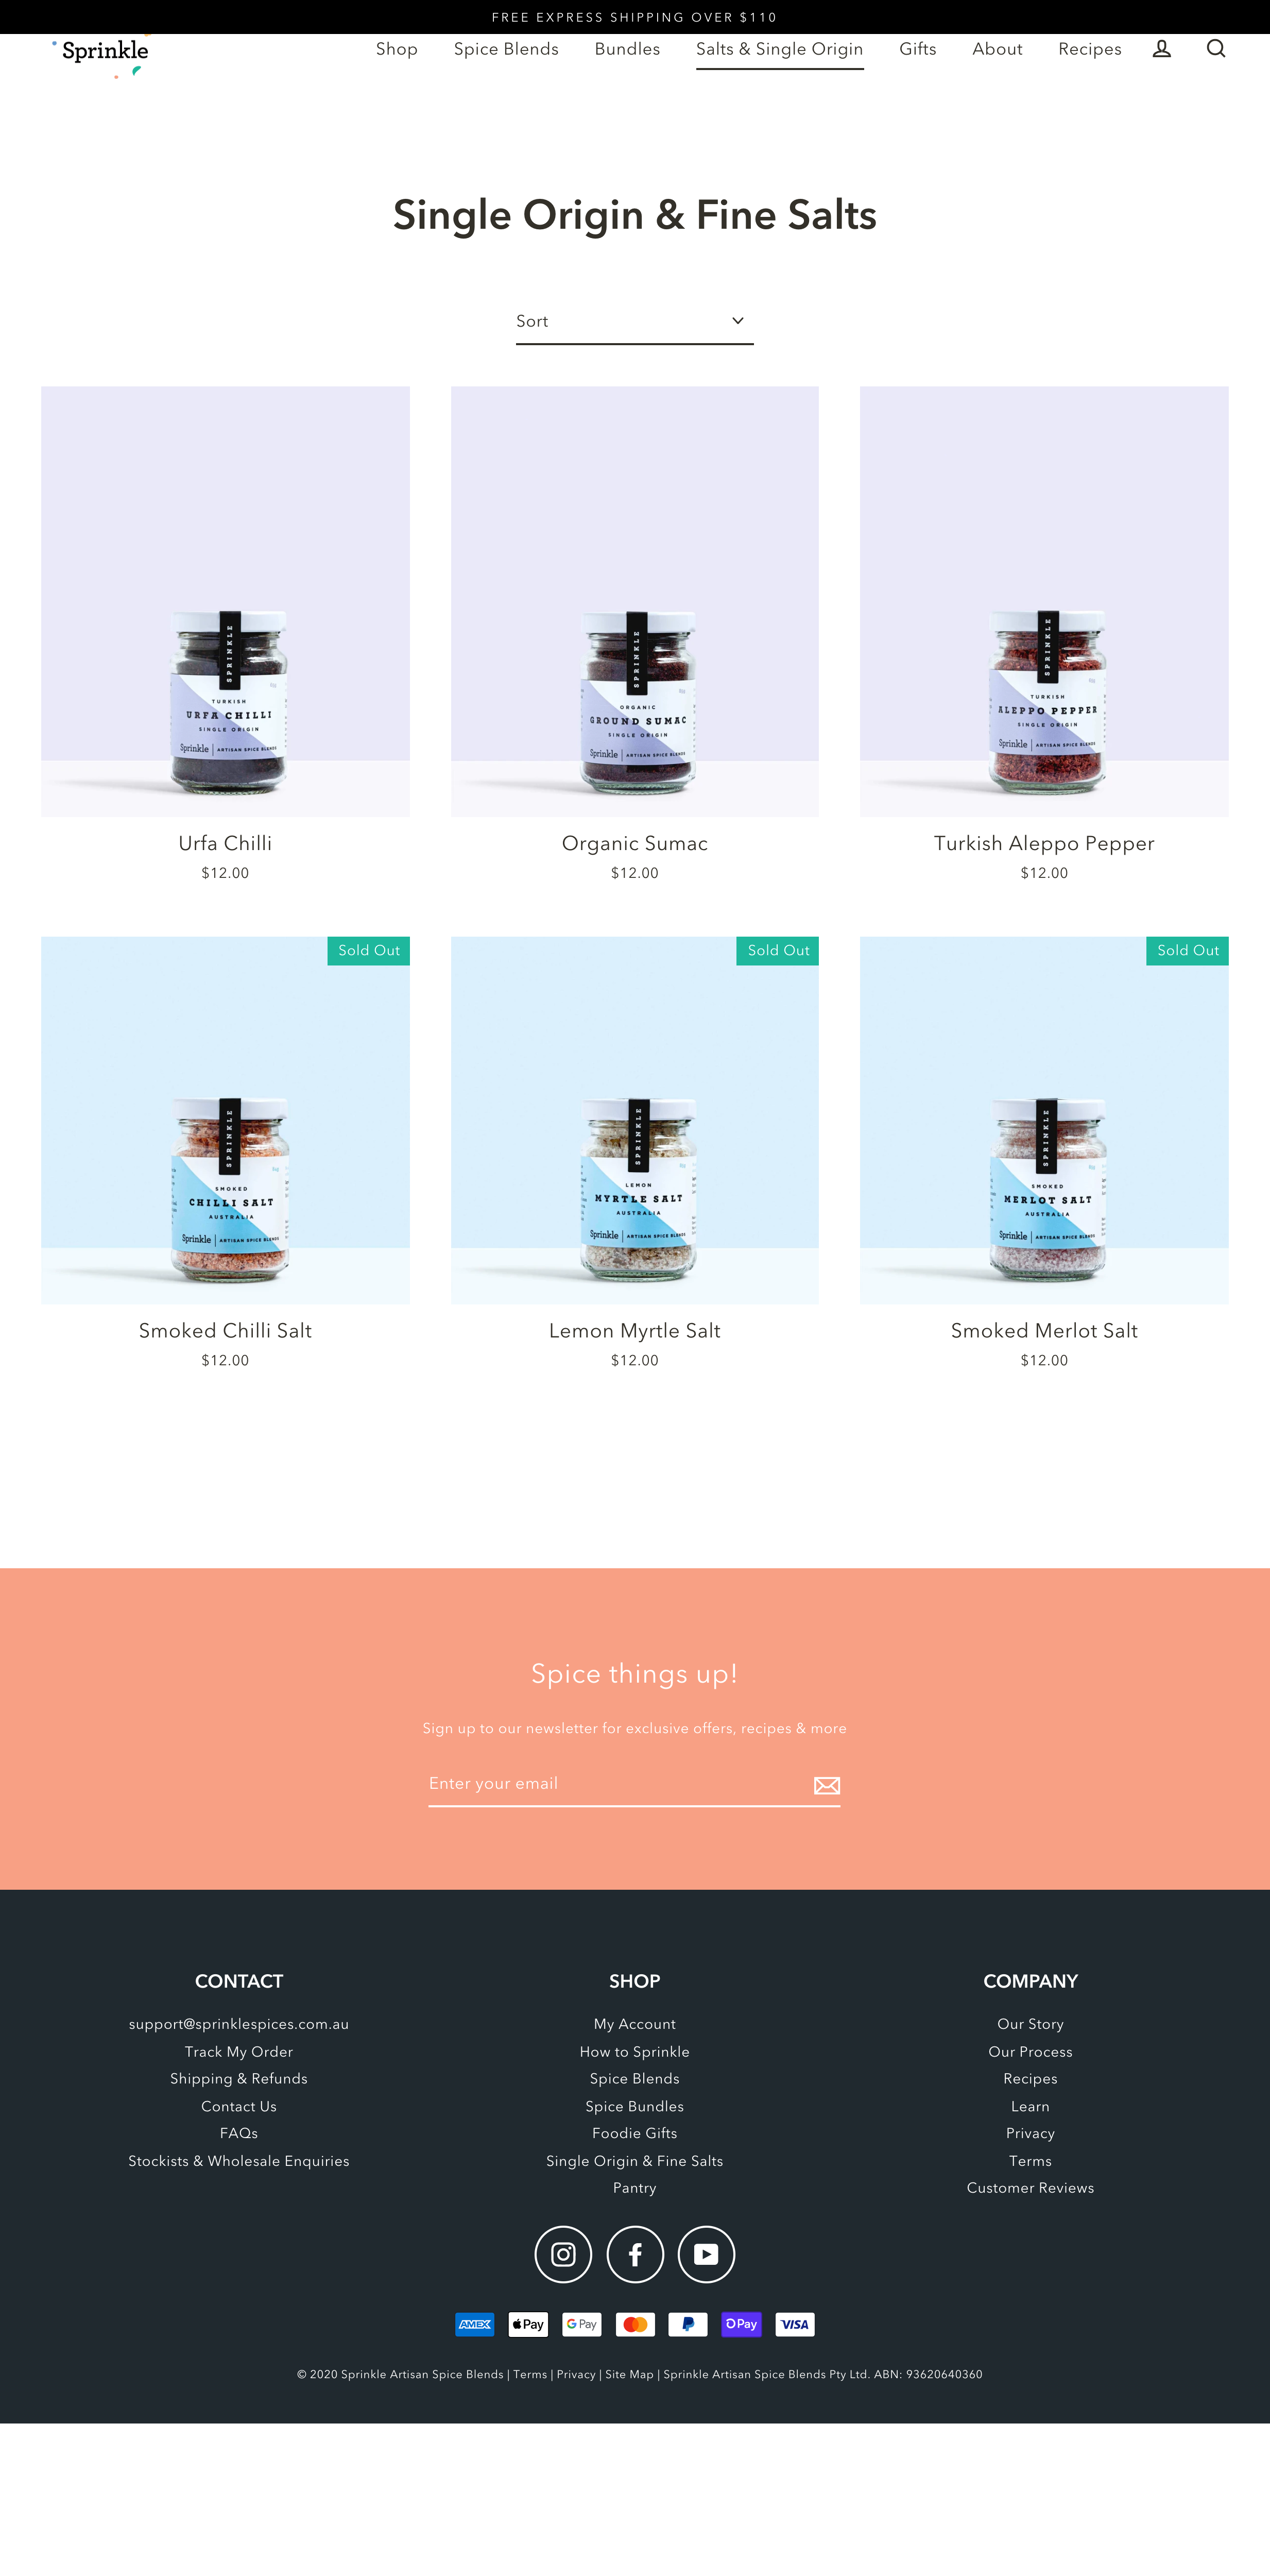 FREE EXPRESS SHIPPING OVER $110
Sprinkle
Shop
Spice Blends
Bundles
Salts & Single Origin
Gifts
About
Recipes
Single Origin & Fine Salts
Sort
SPRINKLE
TURKISH
URFA CHILLI
SINGLE ORIGIN
Sprinkle | ARTISAN SPICE BLENDS
SPRINKLE
ORGANIC
GROUND SUMAC
SINGLE ORIGIN
Sprinkle | ARTISAN SPICE BLENDS
SPRINKLE
TURKISH
ALEPPO PEPPER
SINGLE ORIGIN
Sprinkle | ARTISAN SPICE BLENDS
Urfa Chilli
$12.00
Organic Sumac
$12.00
Turkish Aleppo Pepper
$12.00
Sold Out
SPRINKLE
SMOKED
CHILLI SALT
AUSTRALIA
Sprinkle | ARTISAN SPICE BLENDS
Sold Out
SPRINKLE
LEMON
MYRTLE SALT
AUSTRALIA
Sprinkle | ARTISAN SPICE BLENDS
Sold Out
SPRINKLE
SMOKED
MERLOT SALT
AUSTRALIA
Sprinkle | ARTISAN SPICE BLENDS
Smoked Chilli Salt
$12.00
Lemon Myrtle Salt
$12.00
Smoked Merlot Salt
$12.00
Spice things up!
Sign up to our newsletter for exclusive offers, recipes & more
Enter your email
CONTACT
support@sprinklespices.com.au
Track My Order
Shipping & Refunds
Contact Us
FAQs
Stockists & Wholesale Enquiries
SHOP
My Account
How to Sprinkle
Spice Blends
Spice Bundles
Foodie Gifts
Single Origin & Fine Salts
Pantry
COMPANY
Our Story
Our Process
Recipes
Learn
Privacy
Terms
Customer Reviews
AMEX
Pay
G Pay
Pay
VISA
© 2020 Sprinkle Artisan Spice Blends | Terms | Privacy | Site Map | Sprinkle Artisan Spice Blends Pty Ltd. ABN: 93620640360